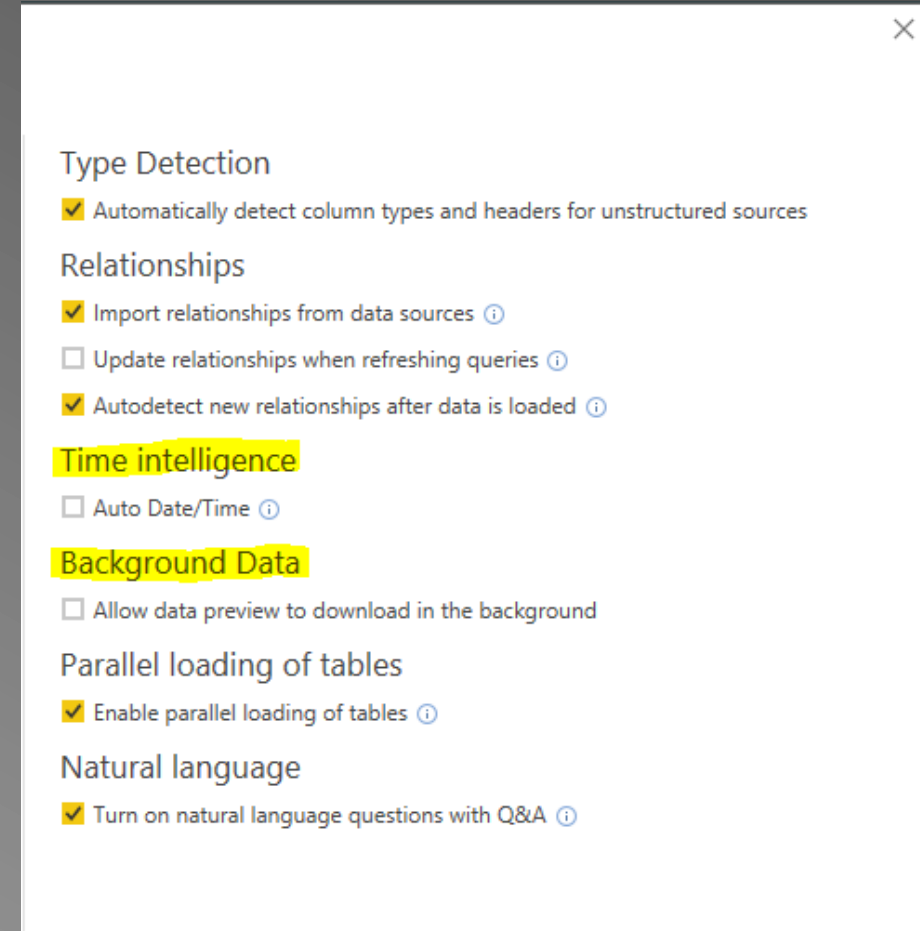 Type Detection
Automatically detect column types and headers for unstructured sources
Relationships
Import relationships from data sources
Update relationships when refreshing queries
Autodetect new relationships after data is loaded
Time intelligence
Auto Date/Time
Background Data
Allow data preview to download in the background
Parallel loading of tables
Enable parallel loading of tables
Natural language
Turn on natural language questions with Q&A